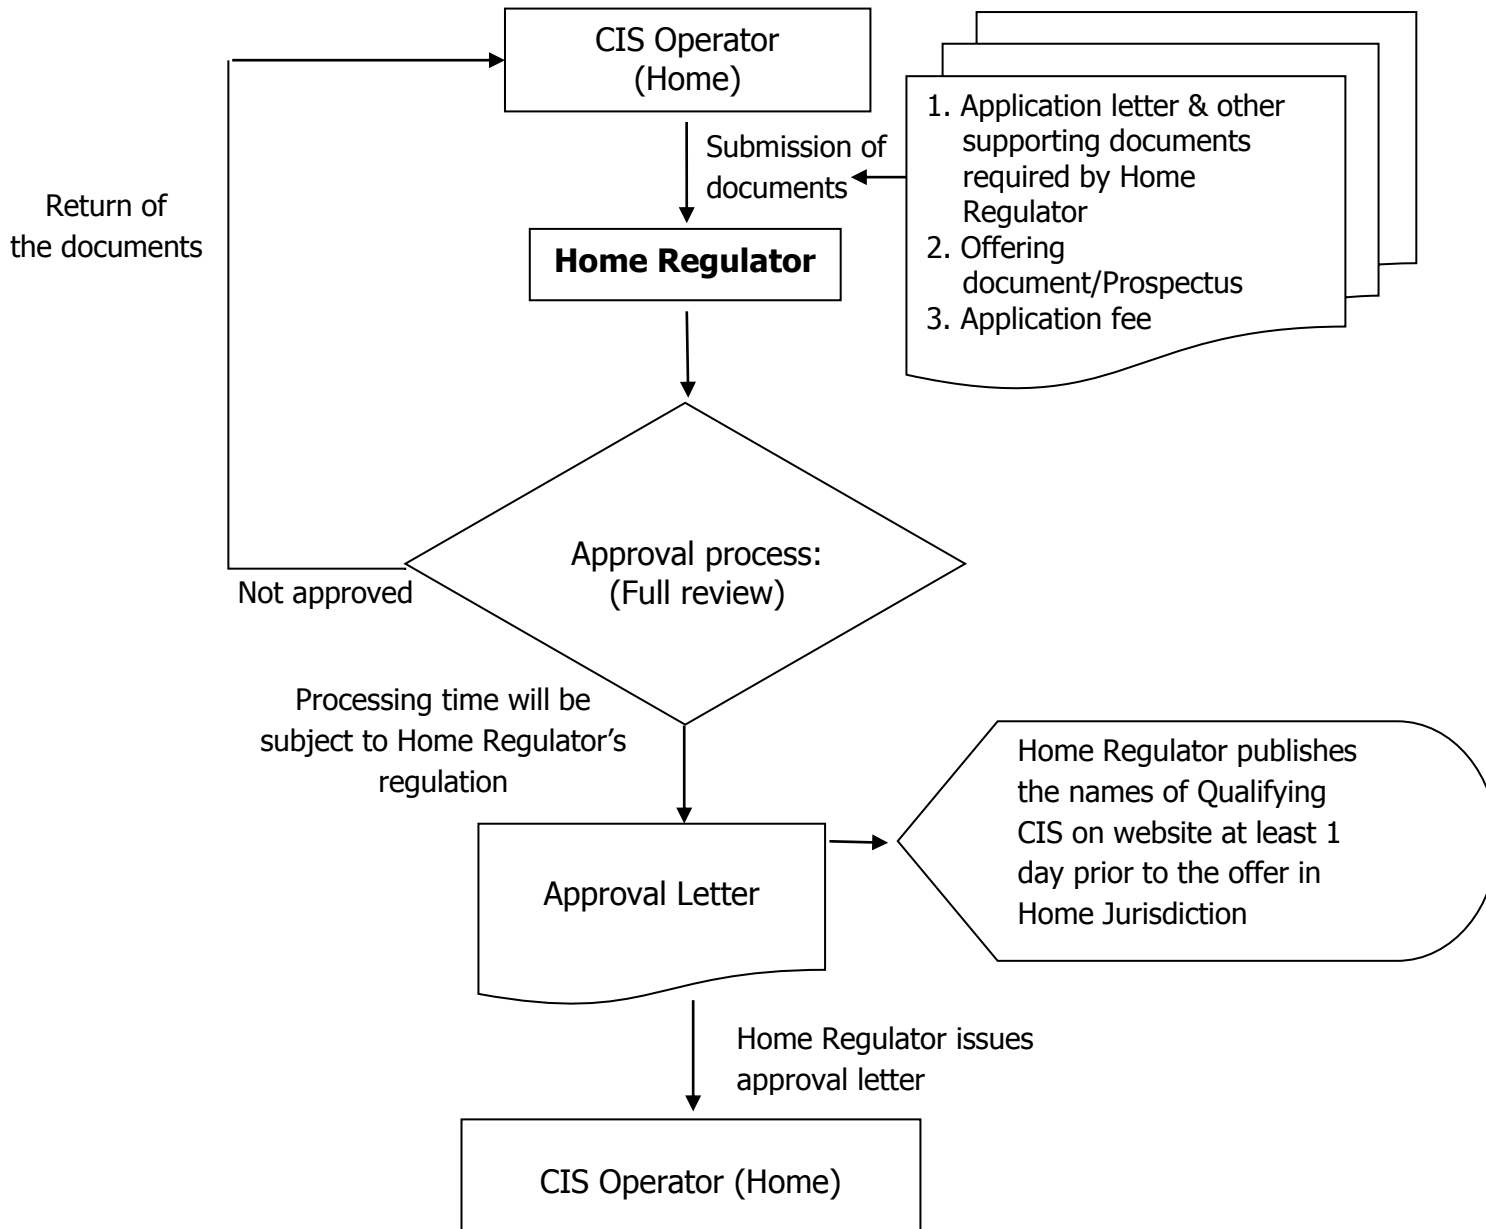 CIS Operator
(Home)
1. Application letter & other
supporting documents
required by Home
Regulator
2. Offering
document/Prospectus
3. Application fee
Submission of
documents
Return of
the documents
Home Regulator
Approval process:
(Full review)
Not approved
Processing time will be
subject to Home Regulator’s
regulation
Home Regulator publishes
the names of Qualifying
CIS on website at least 1
day prior to the offer in
Home Jurisdiction
Approval Letter
Home Regulator issues
approval letter
CIS Operator (Home)